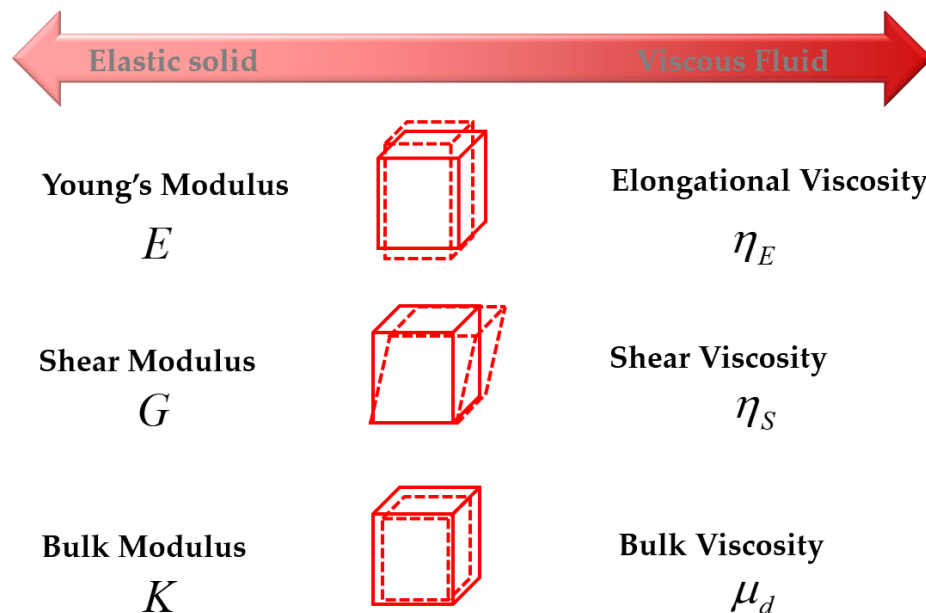 Elastic solid Viscous Fluid
Young's Modulus Elongational Viscosity
E η_E
Shear Modulus Shear Viscosity
G η_S
Bulk Modulus Bulk Viscosity
K μ_d